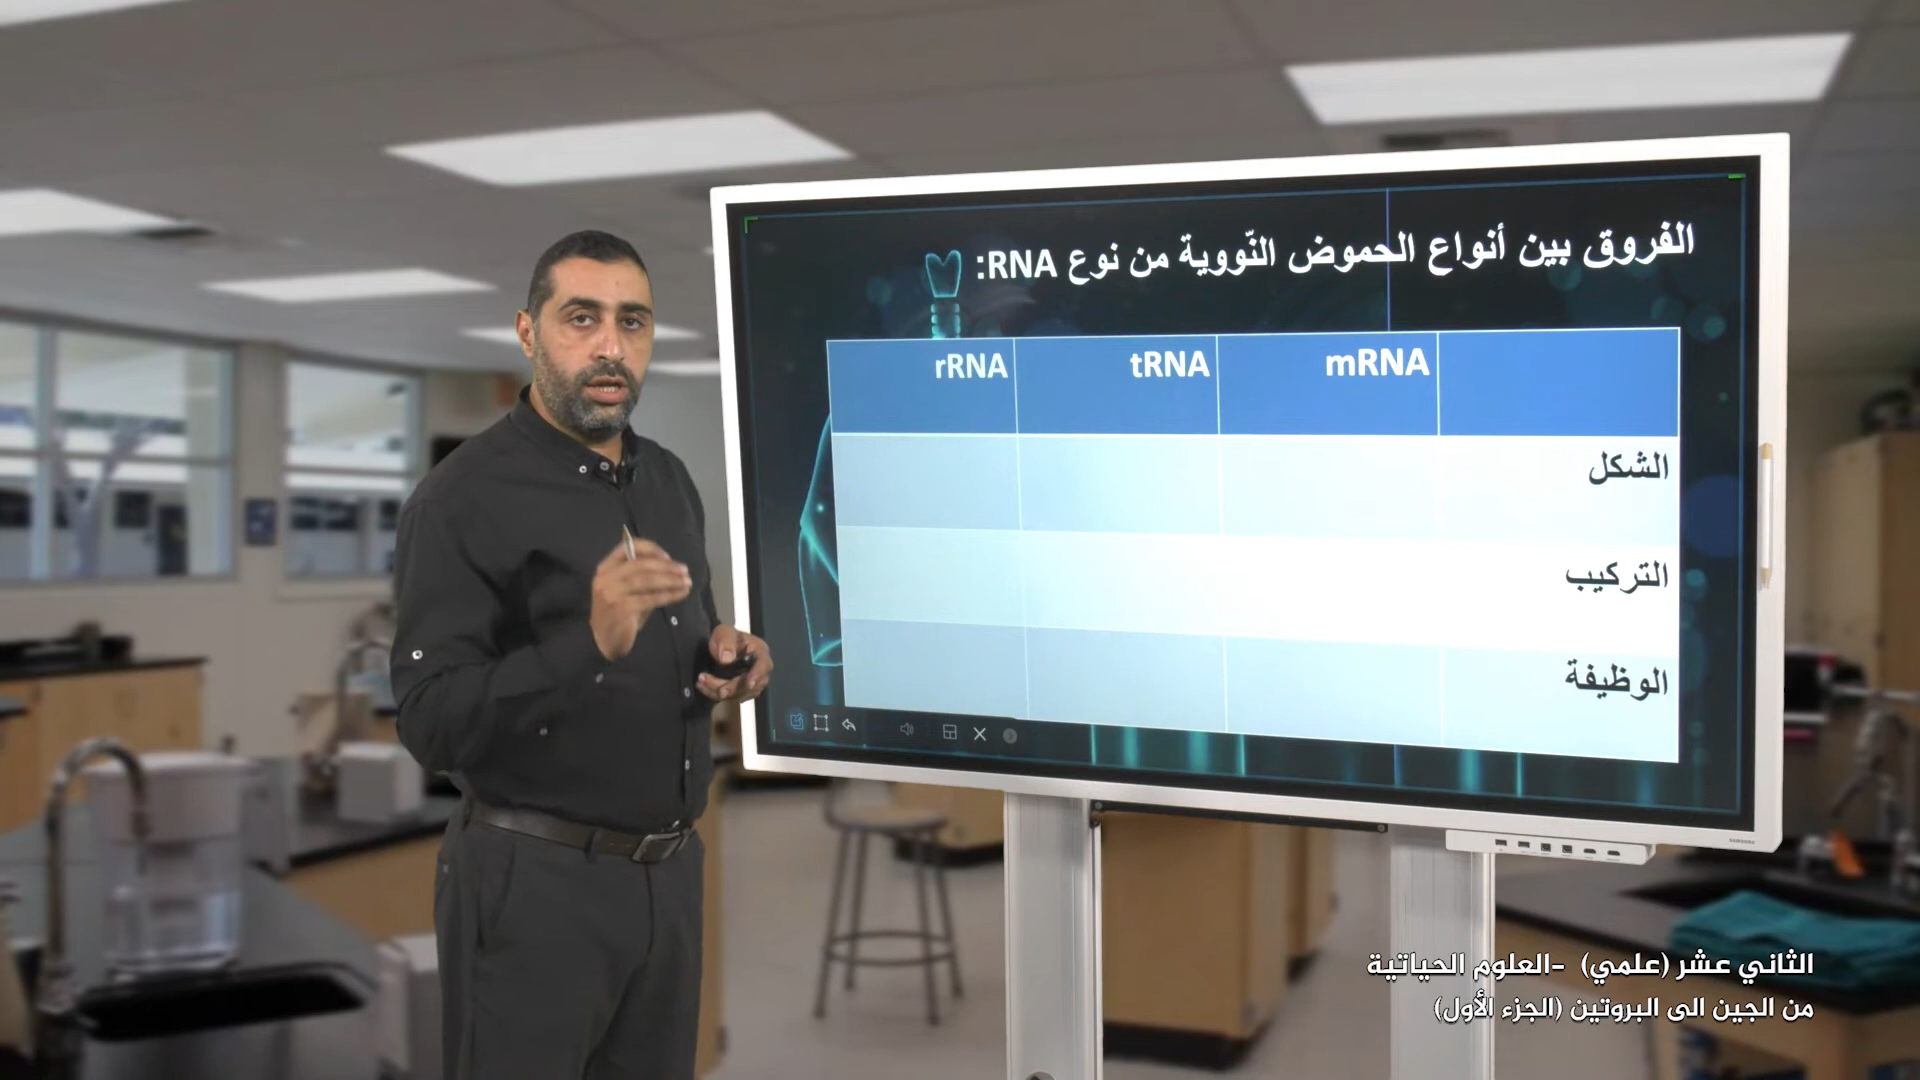 الفروق بين أنواع الحموض النّووية من نوع RNA:
mRNA tRNA rRNA
الشكل
التركيب
الوظيفة
SAMSUNG
الثاني عشر (علمي) -العلوم الحياتية
من الجين الى البروتين (الجزء الأول)